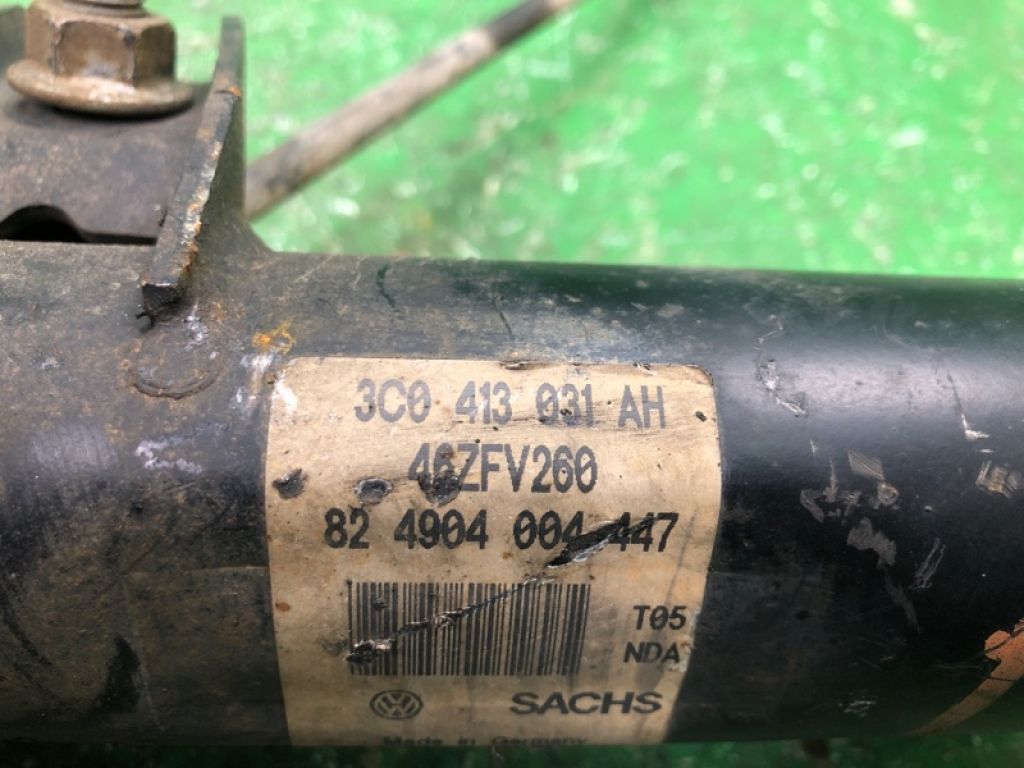 3C0 413 031 AH
46ZFV260
82 4904 004 447
T05
NDA
SACHS
Made in Germany